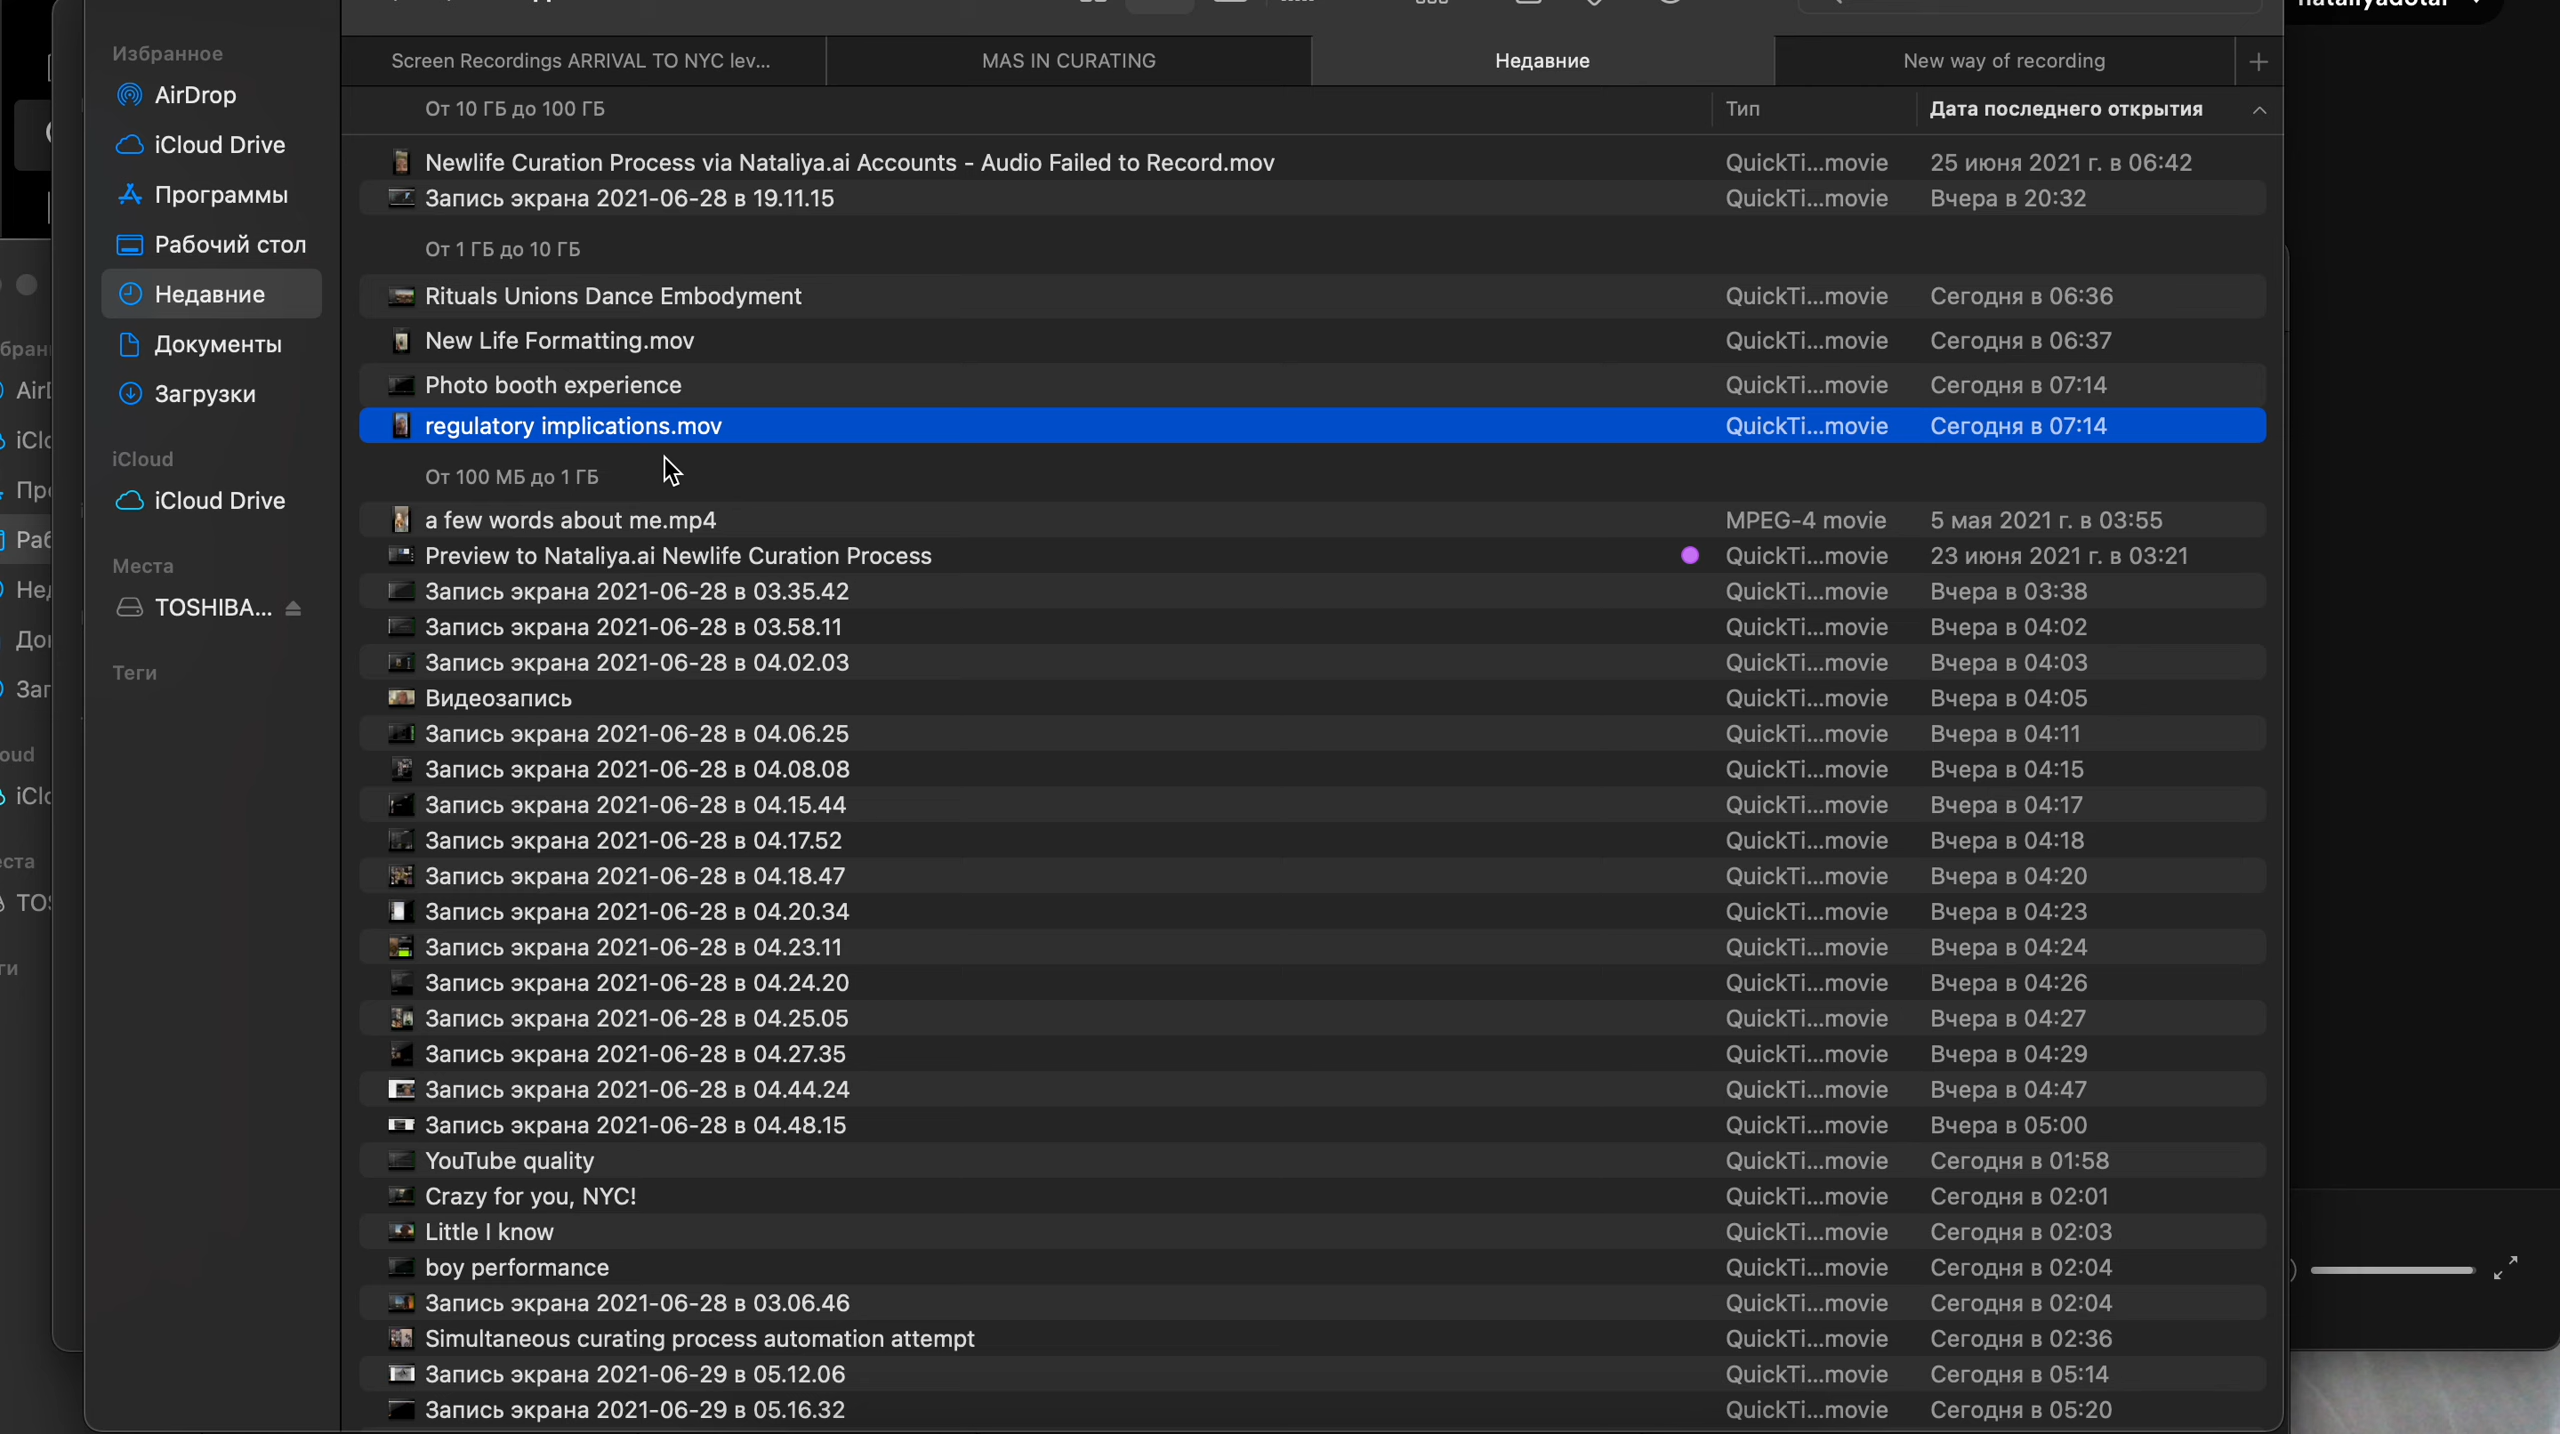 nataliyadotai
Избранное
AirDrop
iCloud Drive
Программы
Рабочий стол
Недавние
Документы
Загрузки
iCloud
iCloud Drive
Места
TOSHIBA...
Теги
Screen Recordings ARRIVAL TO NYC lev...
MAS IN CURATING
Недавние
New way of recording
От 10 ГБ до 100 ГБ Тип Дата последнего открытия
Newlife Curation Process via Nataliya.ai Accounts - Audio Failed to Record.mov QuickTi...movie 25 июня 2021 г. в 06:42
Запись экрана 2021-06-28 в 19.11.15 QuickTi...movie Вчера в 20:32
От 1 ГБ до 10 ГБ
Rituals Unions Dance Embodyment QuickTi...movie Сегодня в 06:36
New Life Formatting.mov QuickTi...movie Сегодня в 06:37
Photo booth experience QuickTi...movie Сегодня в 07:14
regulatory implications.mov QuickTi...movie Сегодня в 07:14
От 100 МБ до 1 ГБ
a few words about me.mp4 MPEG-4 movie 5 мая 2021 г. в 03:55
Preview to Nataliya.ai Newlife Curation Process QuickTi...movie 23 июня 2021 г. в 03:21
Запись экрана 2021-06-28 в 03.35.42 QuickTi...movie Вчера в 03:38
Запись экрана 2021-06-28 в 03.58.11 QuickTi...movie Вчера в 04:02
Запись экрана 2021-06-28 в 04.02.03 QuickTi...movie Вчера в 04:03
Видеозапись QuickTi...movie Вчера в 04:05
Запись экрана 2021-06-28 в 04.06.25 QuickTi...movie Вчера в 04:11
Запись экрана 2021-06-28 в 04.08.08 QuickTi...movie Вчера в 04:15
Запись экрана 2021-06-28 в 04.15.44 QuickTi...movie Вчера в 04:17
Запись экрана 2021-06-28 в 04.17.52 QuickTi...movie Вчера в 04:18
Запись экрана 2021-06-28 в 04.18.47 QuickTi...movie Вчера в 04:20
Запись экрана 2021-06-28 в 04.20.34 QuickTi...movie Вчера в 04:23
Запись экрана 2021-06-28 в 04.23.11 QuickTi...movie Вчера в 04:24
Запись экрана 2021-06-28 в 04.24.20 QuickTi...movie Вчера в 04:26
Запись экрана 2021-06-28 в 04.25.05 QuickTi...movie Вчера в 04:27
Запись экрана 2021-06-28 в 04.27.35 QuickTi...movie Вчера в 04:29
Запись экрана 2021-06-28 в 04.44.24 QuickTi...movie Вчера в 04:47
Запись экрана 2021-06-28 в 04.48.15 QuickTi...movie Вчера в 05:00
YouTube quality QuickTi...movie Сегодня в 01:58
Crazy for you, NYC! QuickTi...movie Сегодня в 02:01
Little I know QuickTi...movie Сегодня в 02:03
boy performance QuickTi...movie Сегодня в 02:04
Запись экрана 2021-06-28 в 03.06.46 QuickTi...movie Сегодня в 02:04
Simultaneous curating process automation attempt QuickTi...movie Сегодня в 02:36
Запись экрана 2021-06-29 в 05.12.06 QuickTi...movie Сегодня в 05:14
Запись экрана 2021-06-29 в 05.16.32 QuickTi...movie Сегодня в 05:20